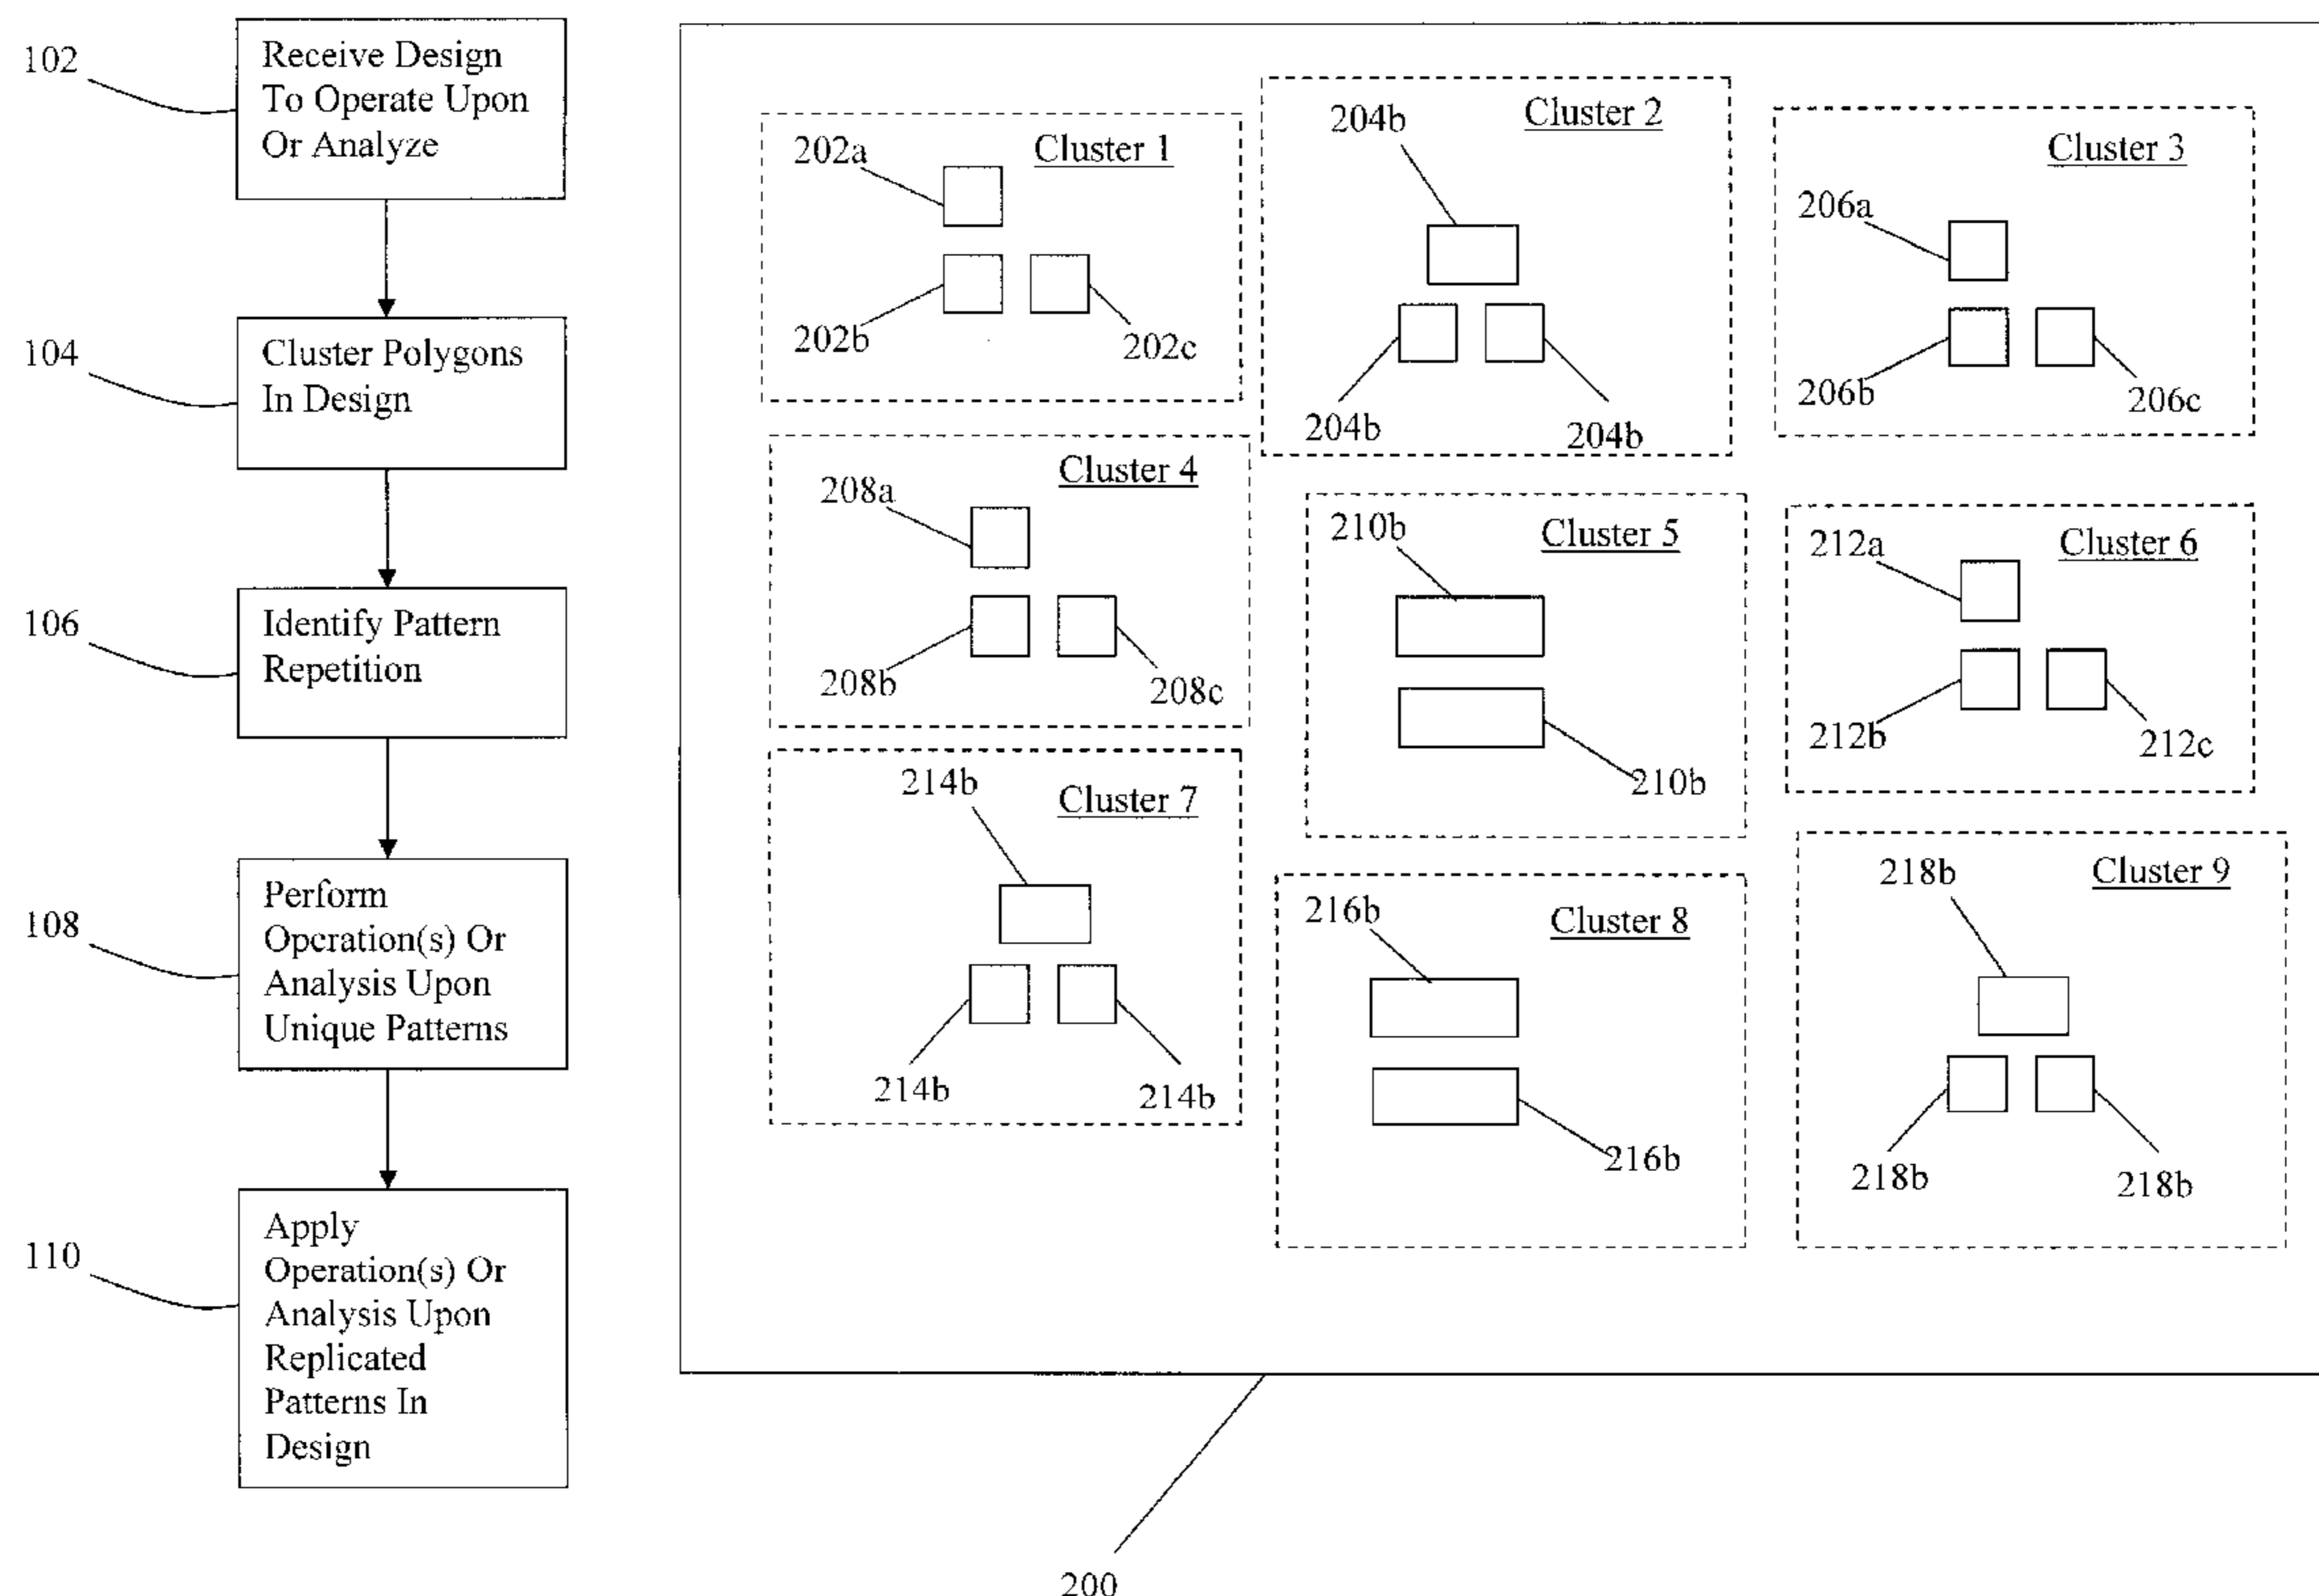 102
Receive Design
To Operate Upon
Or Analyze
104
Cluster Polygons
In Design
106
Identify Pattern
Repetition
108
Perform
Operation(s) Or
Analysis Upon
Unique Patterns
110
Apply
Operation(s) Or
Analysis Upon
Replicated
Patterns In
Design
Cluster 1
202a
202b
202c
Cluster 2
204b
204b
204b
Cluster 3
206a
206b
206c
Cluster 4
208a
208b
208c
Cluster 5
210b
210b
Cluster 6
212a
212b
212c
Cluster 7
214b
214b
214b
Cluster 8
216b
216b
Cluster 9
218b
218b
218b
200